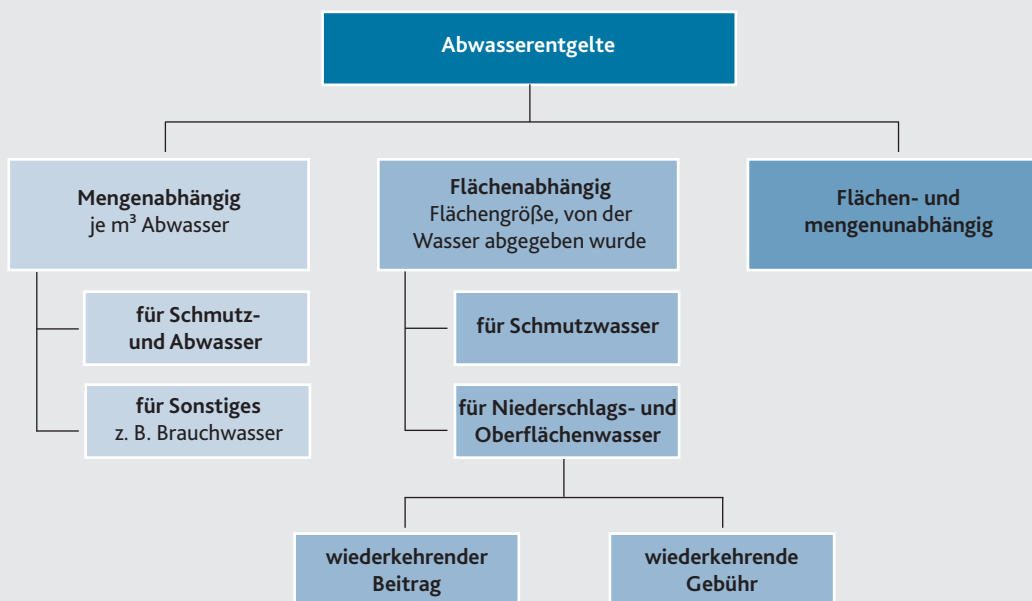 Abwasserentgelte
Mengenabhängig
je m³ Abwasser
Flächenabhängig
Flächengröße, von der
Wasser abgegeben wurde
Flächen- und
mengenunabhängig
für Schmutz-
und Abwasser
für Schmutzwasser
für Sonstiges
z. B. Brauchwasser
für Niederschlags- und
Oberflächenwasser
wiederkehrender
Beitrag
wiederkehrende
Gebühr